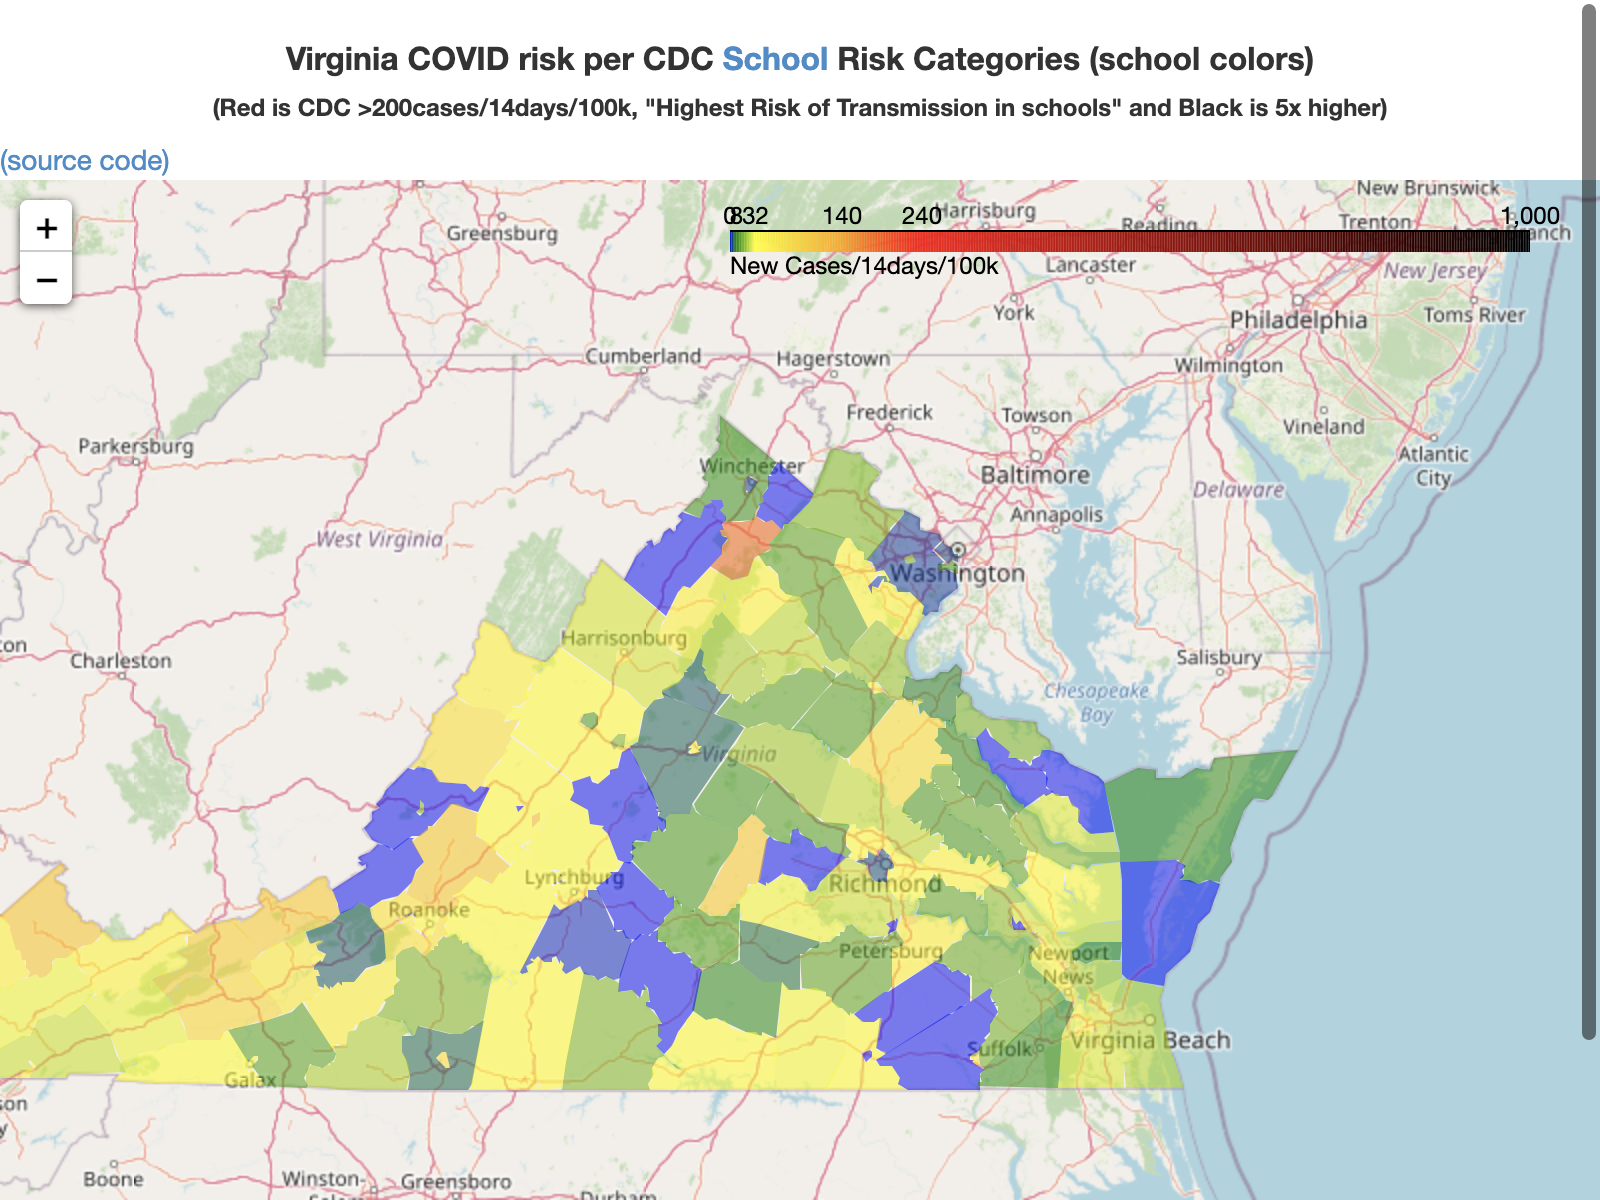 Virginia COVID risk per CDC School Risk Categories (school colors)
(Red is CDC >200cases/14days/100k, "Highest Risk of Transmission in schools" and Black is 5x higher)
(source code)
+
−
0 8 32 140 240 1,000
New Cases/14days/100k
New Brunswick
Greensburg
Harrisburg
Reading
Trenton
Long Branch
Lancaster
New Jersey
York
Philadelphia
Toms River
Cumberland
Hagerstown
Wilmington
Frederick
Towson
Vineland
Parkersburg
Winchester
Baltimore
Atlantic
City
Delaware
Annapolis
West Virginia
Washington
Harrisonburg
Charleston
Salisbury
Chesapeake
Bay
Virginia
Lynchburg
Richmond
Roanoke
Petersburg
Newport
News
Virginia Beach
Suffolk
Galax
Boone
Winston-
Salem
Greensboro
Durham